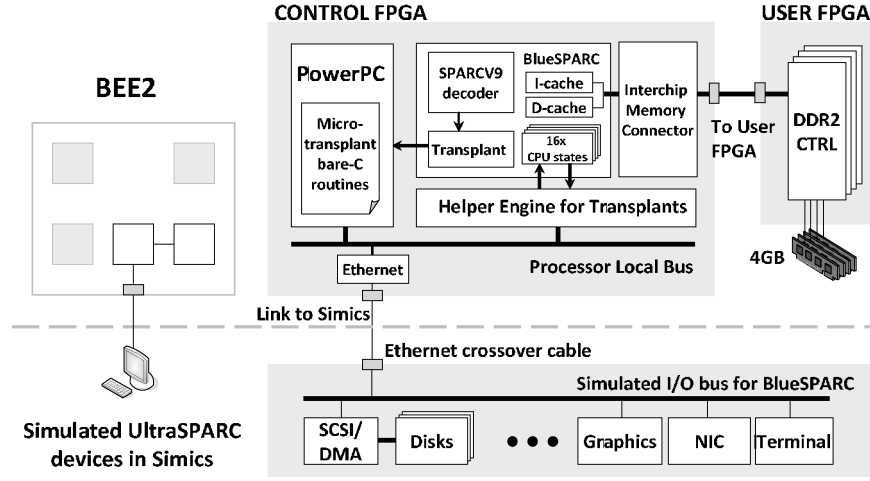 CONTROL FPGA
USER FPGA
BEE2
PowerPC
Micro-
transplant
bare-C
routines
SPARCV9
decoder
Transplant
BlueSPARC
I-cache
D-cache
16x
CPU states
Interchip
Memory
Connector
To User
FPGA
DDR2
CTRL
4GB
Helper Engine for Transplants
Ethernet
Processor Local Bus
Link to Simics
Ethernet crossover cable
Simulated UltraSPARC
devices in Simics
Simulated I/O bus for BlueSPARC
SCSI/
DMA
Disks
Graphics
NIC
Terminal